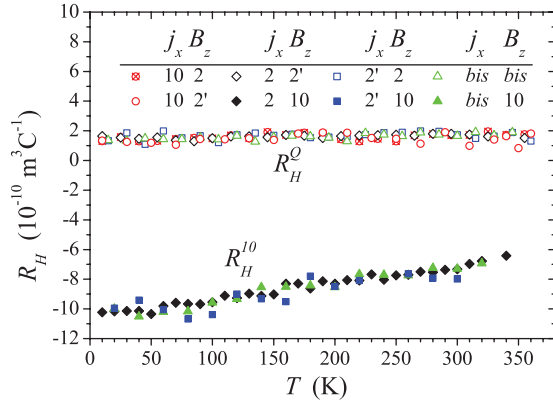 j_x B_z j_x B_z j_x B_z j_x B_z
10 2 2 2' 2' 2 bis bis
10 2' 2 10 2' 10 bis 10
10
8
6
4
2
0
-2
-4
-6
-8
-10
-12
R_H^Q
R_H^10
R_H (10^-10 m^3 C^-1)
0 50 100 150 200 250 300 350
T (K)